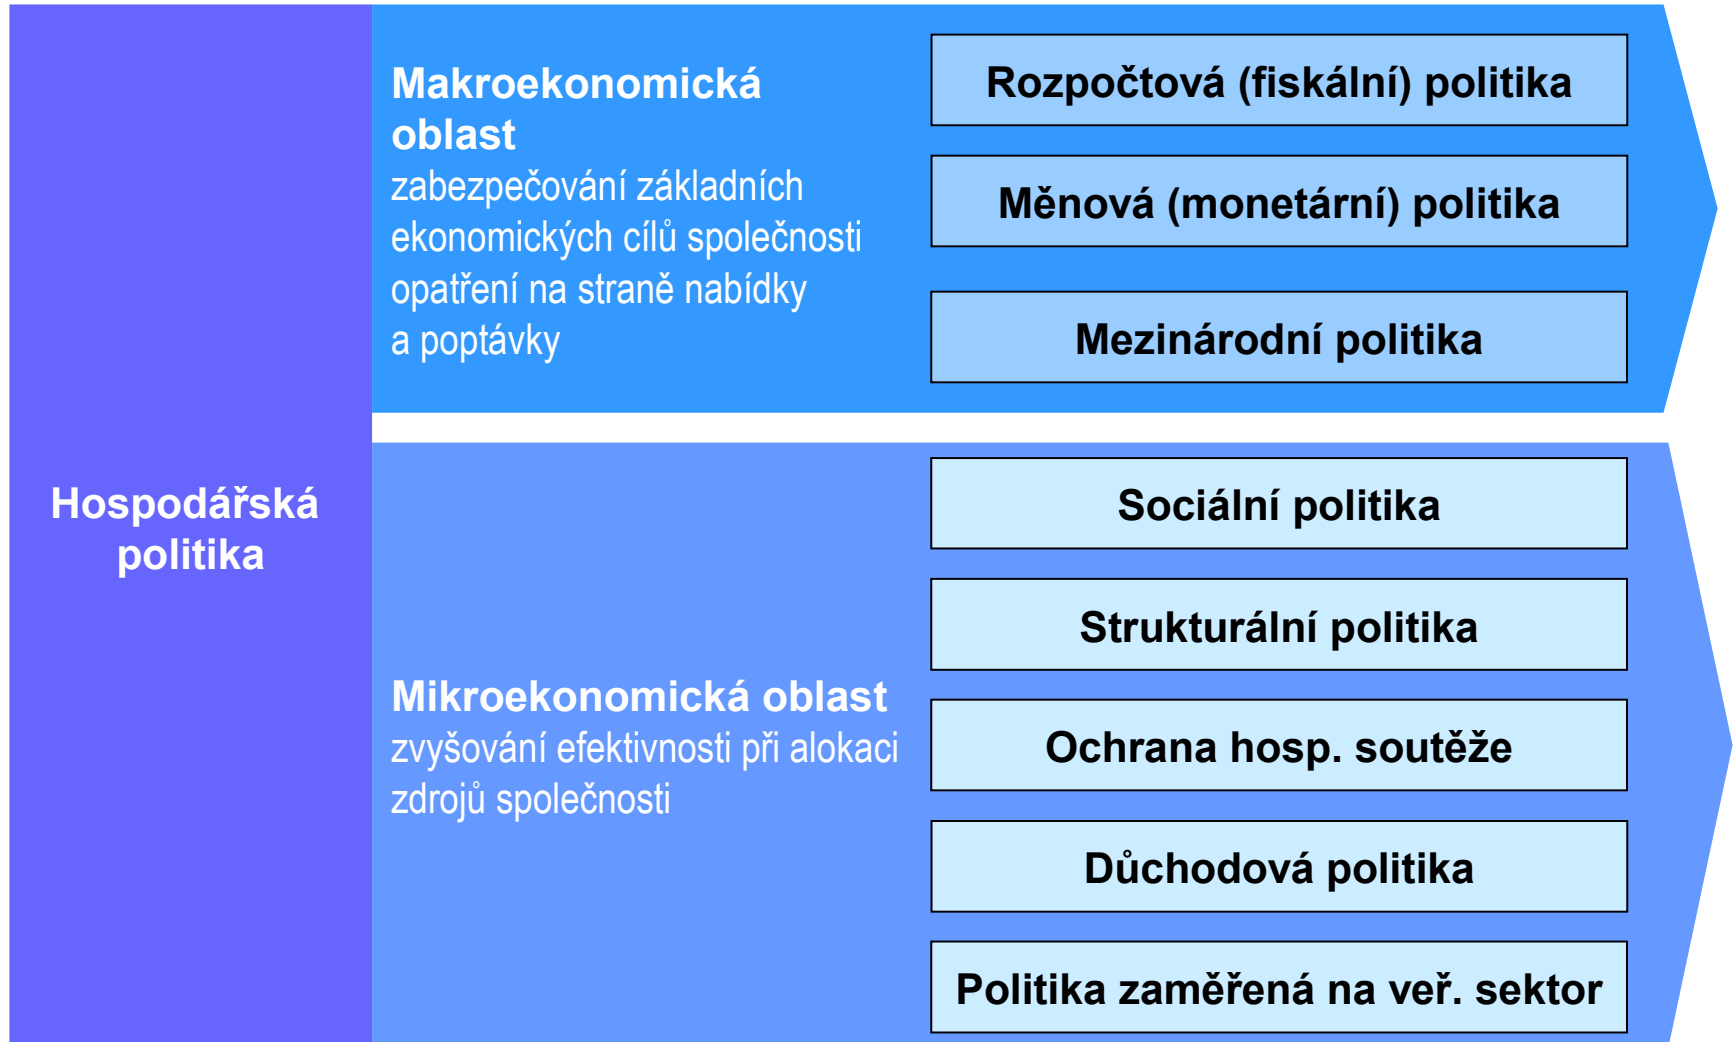 Hospodářská
politika
Makroekonomická
oblast
zabezpečování základních
ekonomických cílů společnosti
opatření na straně nabídky
a poptávky
Rozpočtová (fiskální) politika
Měnová (monetární) politika
Mezinárodní politika
Mikroekonomická oblast
zvyšování efektivnosti při alokaci
zdrojů společnosti
Sociální politika
Strukturální politika
Ochrana hosp. soutěže
Důchodová politika
Politika zaměřená na veř. sektor